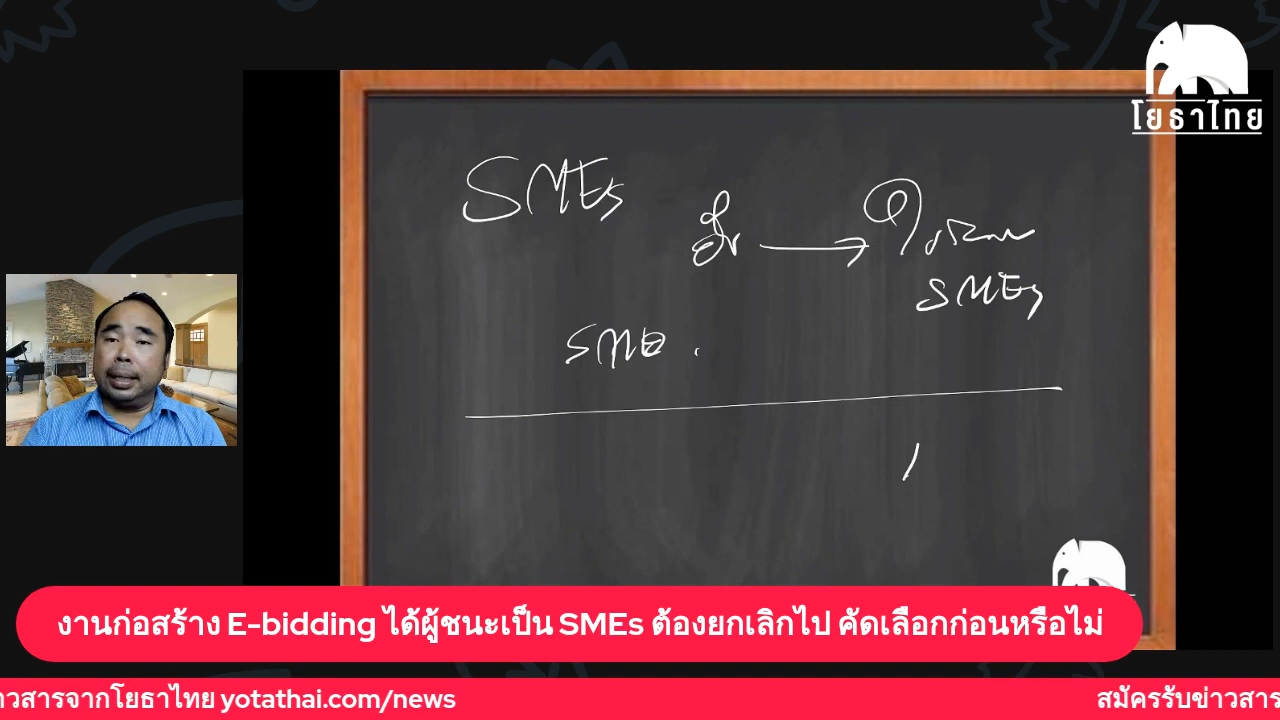 โยธาไทย
SMEs
SMEs
SME
งานก่อสร้าง E-bidding ได้ผู้ชนะเป็น SMEs ต้องยกเลิกไป คัดเลือกก่อนหรือไม่
าวสารจากโยธาไทย yotathai.com/news
สมัครรับข่าวสาร